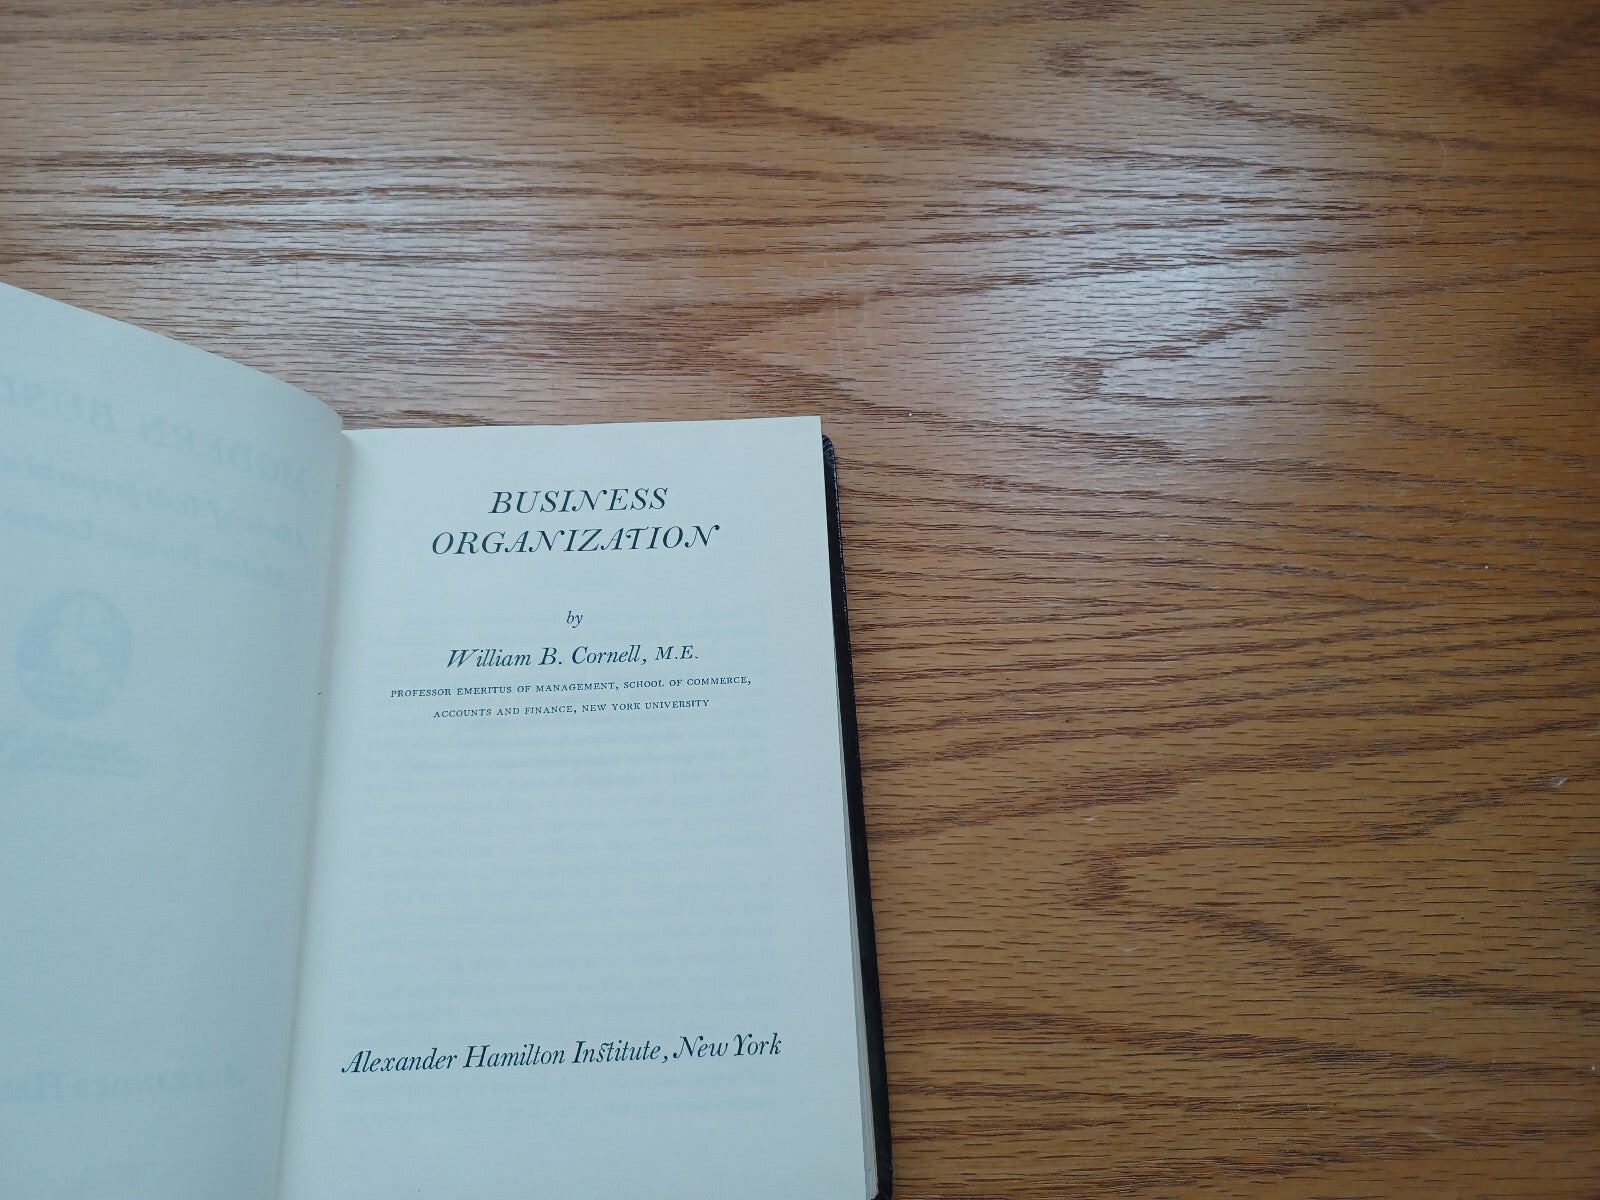 BUSINESS
ORGANIZATION
by
William B. Cornell, M.E.
PROFESSOR EMERITUS OF MANAGEMENT, SCHOOL OF COMMERCE,
ACCOUNTS AND FINANCE, NEW YORK UNIVERSITY
Alexander Hamilton Institute, New York